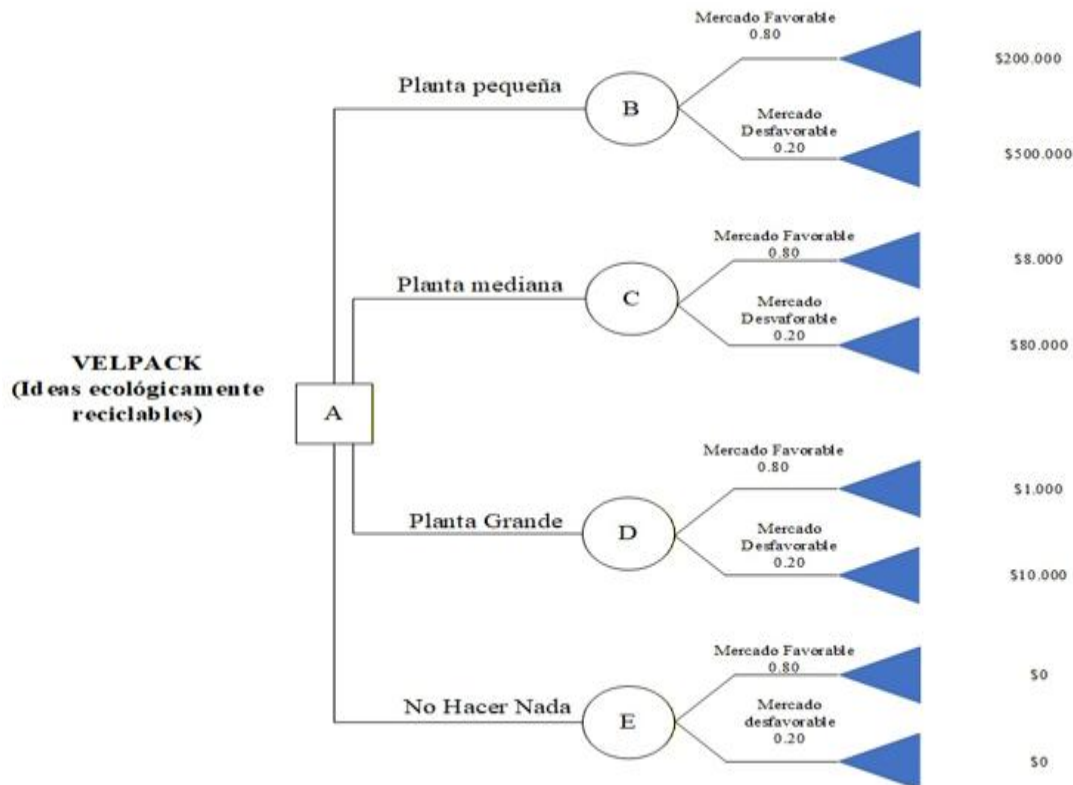 Mercado Favorable
0.80
$200.000
Planta pequeña
B
Mercado
Desfavorable
0.20
$500.000
Mercado Favorable
0.80
$8.000
Planta mediana
C
Mercado
Desvaforable
0.20
$80.000
VELPACK
(Ideas ecológicamente
reciclables)
A
Mercado Favorable
0.80
$1.000
Planta Grande
D
Mercado
Desfavorable
0.20
$10.000
Mercado Favorable
0.80
$0
No Hacer Nada
E
Mercado
desfavorable
0.20
$0